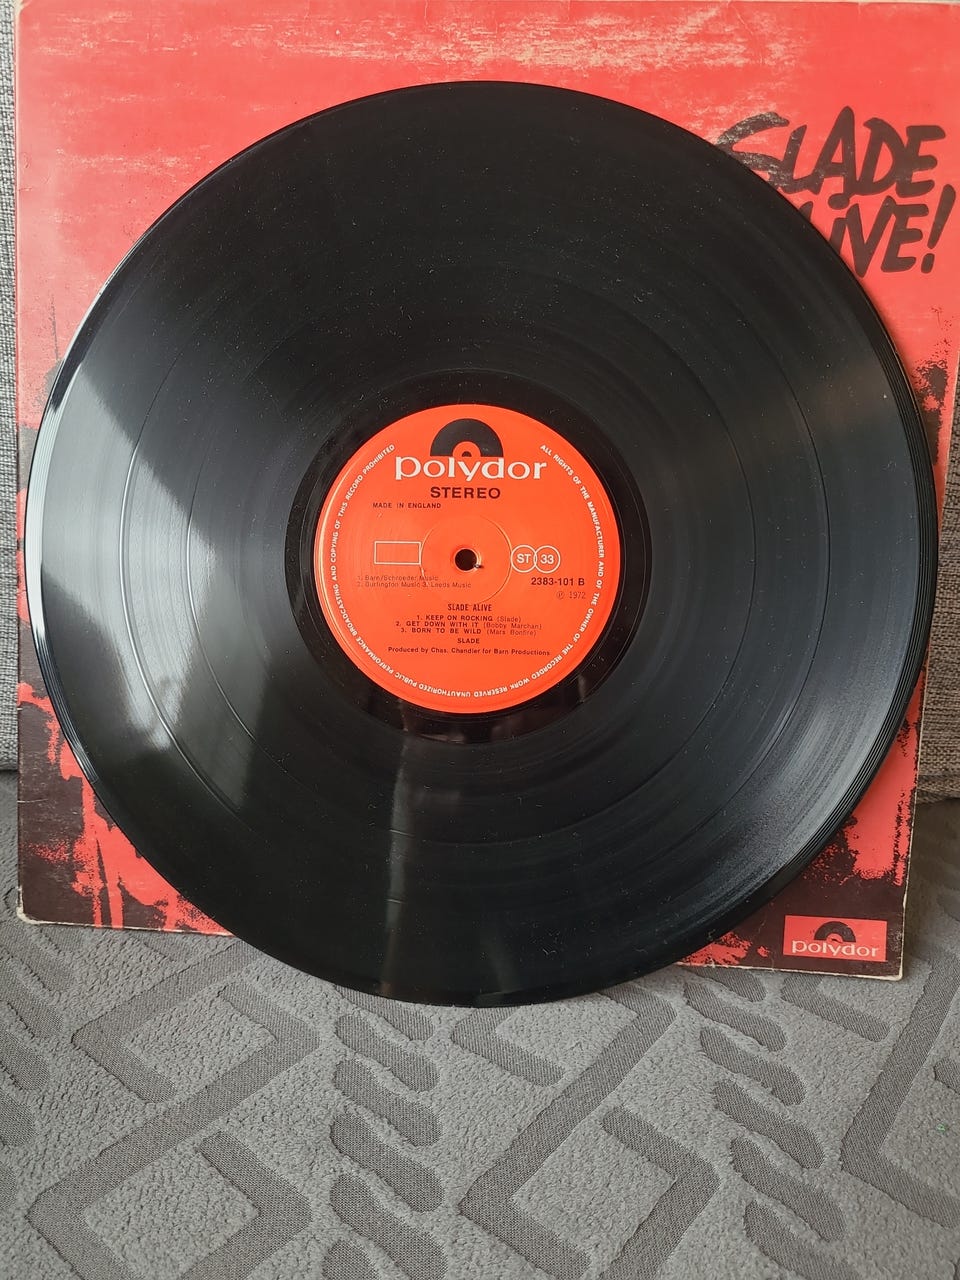 SLADE
ALIVE!
polydor
STEREO
MADE IN ENGLAND
ST 33
1. Barn/Schroeder Music
2. Burlington Music 3. Leeds Music
2383-101 B
℗ 1972
SLADE ALIVE
1. KEEP ON ROCKING (Slade)
2. GET DOWN WITH IT (Bobby Marchan)
3. BORN TO BE WILD (Mars Bonfire)
SLADE
Produced by Chas. Chandler for Barn Productions
ALL RIGHTS OF THE MANUFACTURER AND OF THE OWNER OF THE RECORDED WORK RESERVED UNAUTHORIZED PUBLIC PERFORMANCE BROADCASTING AND COPYING OF THIS RECORD PROHIBITED
polydor